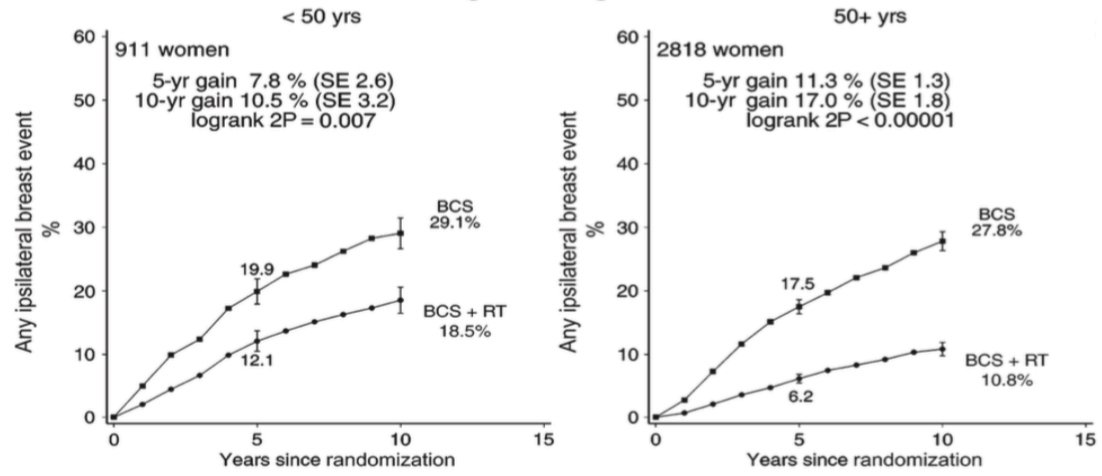 < 50 yrs
911 women
5-yr gain 7.8 % (SE 2.6)
10-yr gain 10.5 % (SE 3.2)
logrank 2P = 0.007
Any ipsilateral breast event
%
60
50
40
30
20
10
0
BCS
29.1%
19.9
BCS + RT
18.5%
12.1
0 5 10 15
Years since randomization
50+ yrs
2818 women
5-yr gain 11.3 % (SE 1.3)
10-yr gain 17.0 % (SE 1.8)
logrank 2P < 0.00001
Any ipsilateral breast event
%
60
50
40
30
20
10
0
BCS
27.8%
17.5
BCS + RT
10.8%
6.2
0 5 10 15
Years since randomization